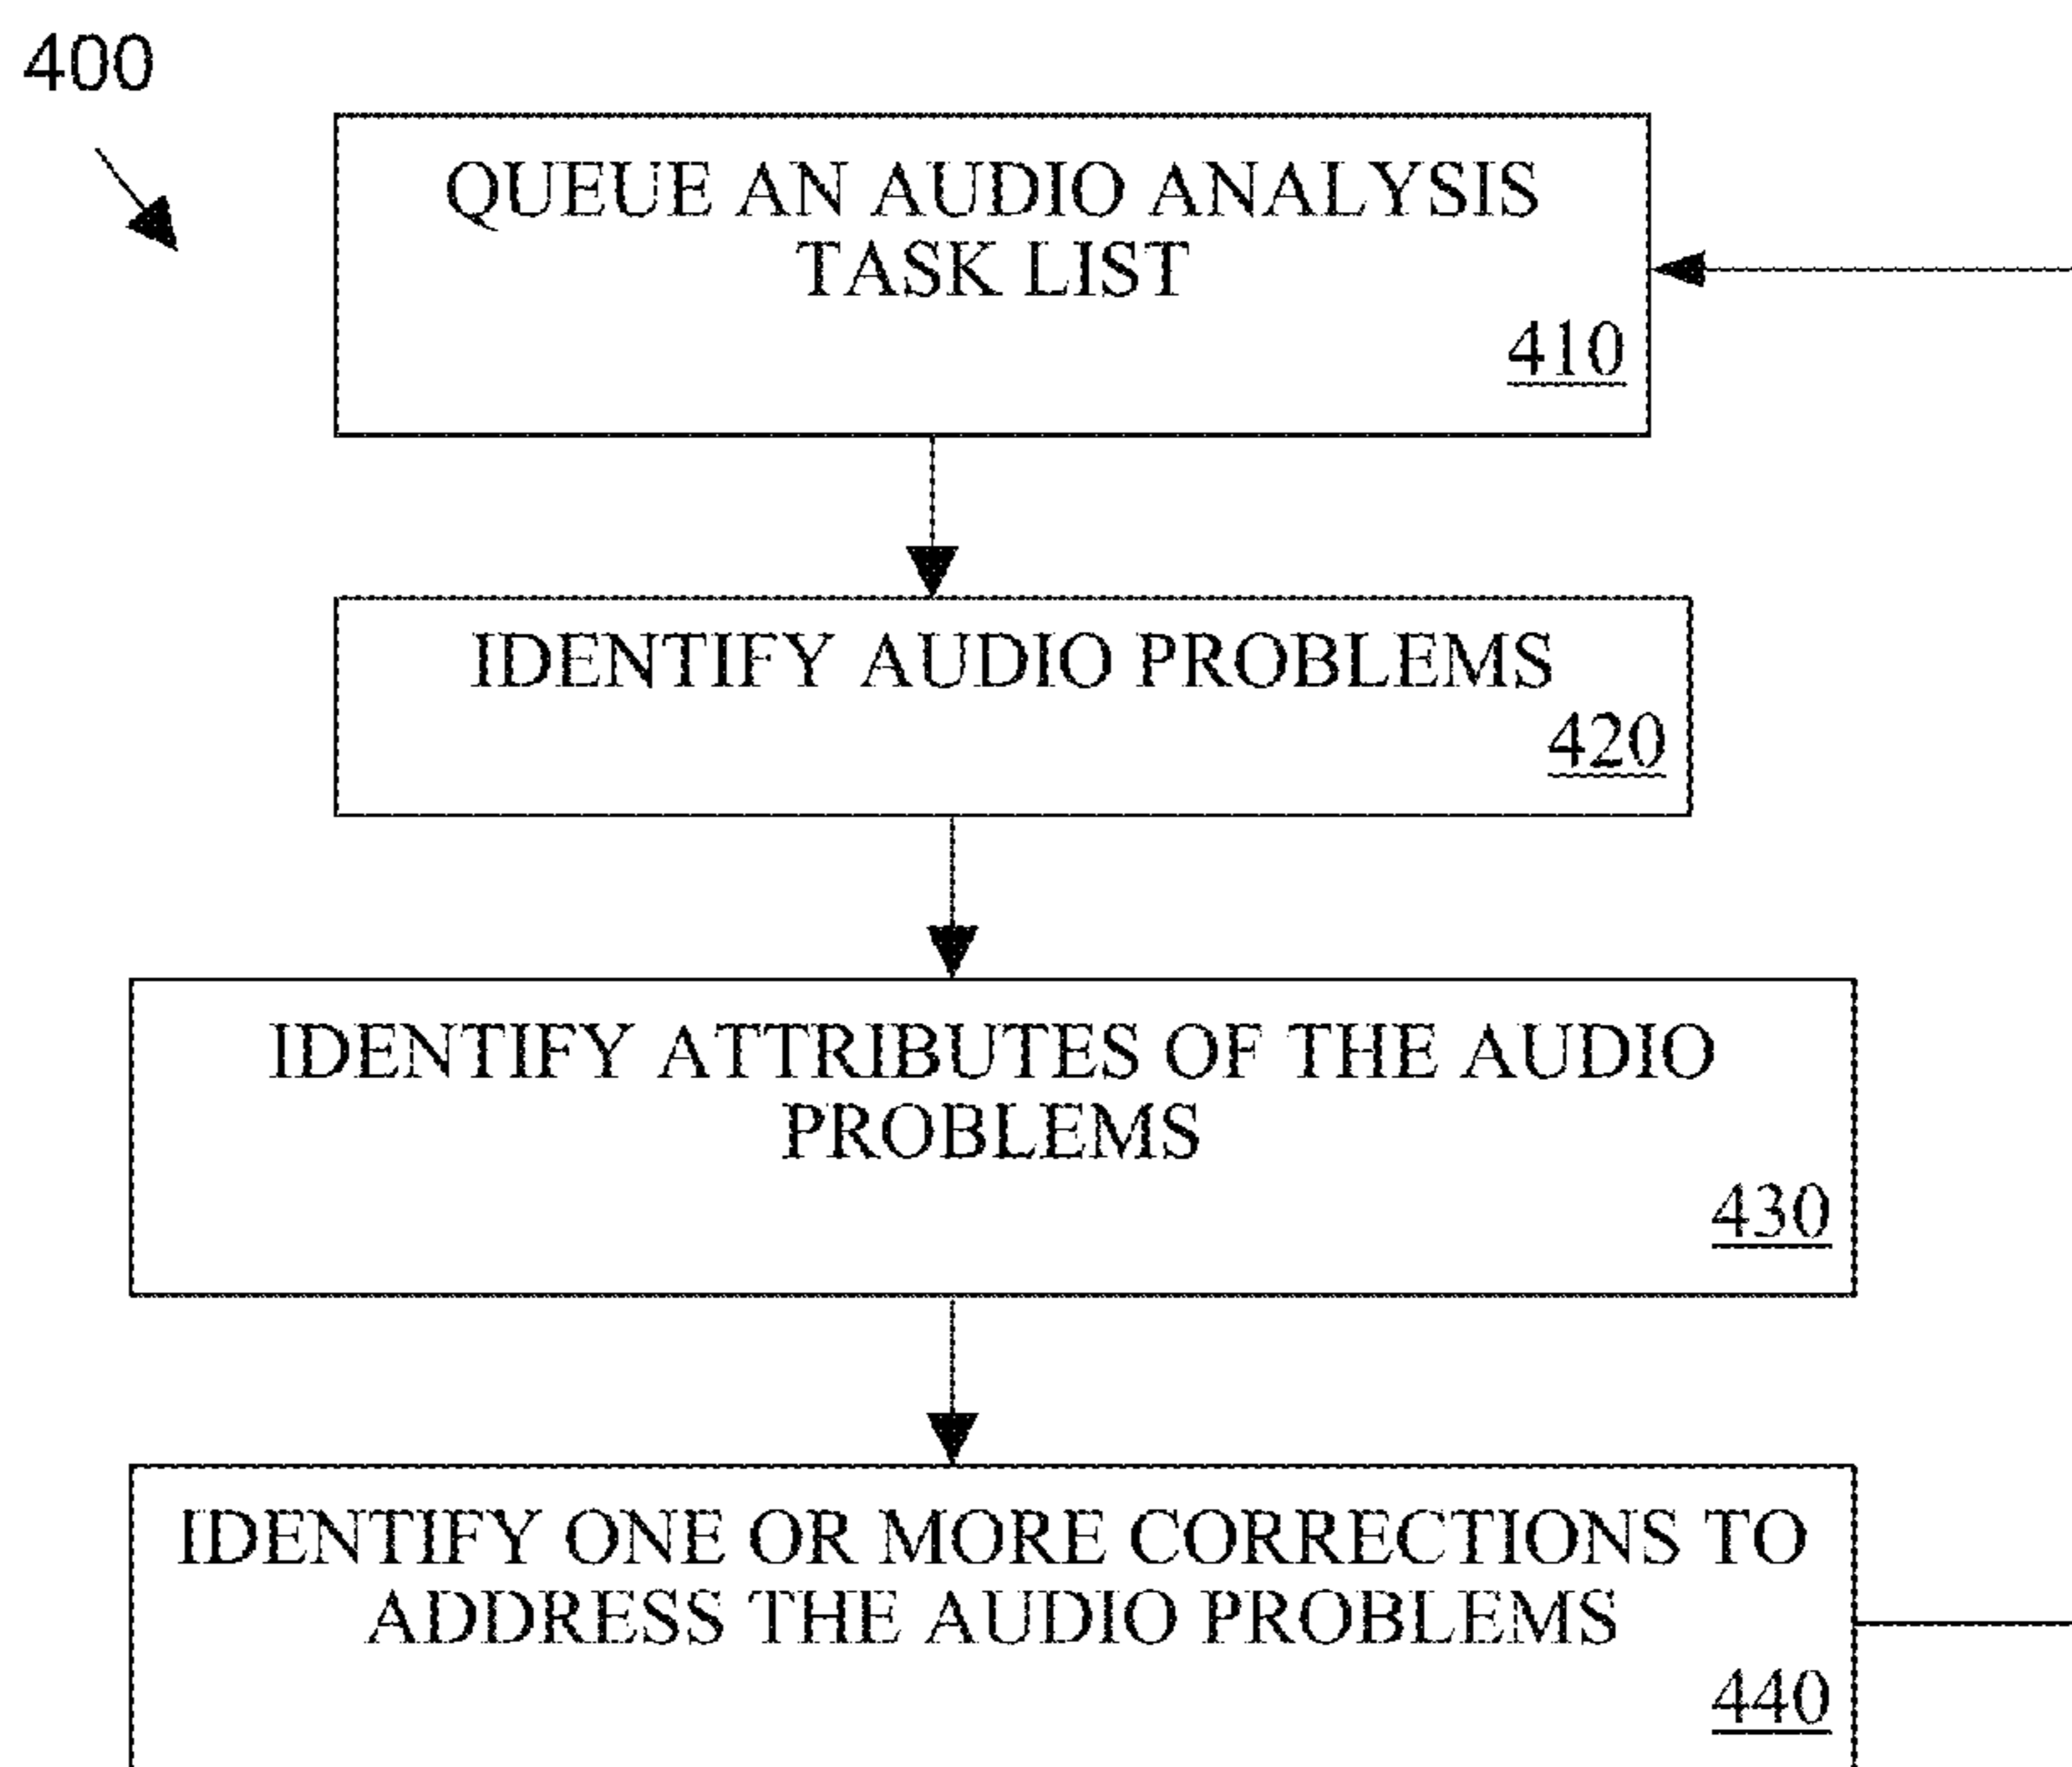 400
QUEUE AN AUDIO ANALYSIS
TASK LIST
410
IDENTIFY AUDIO PROBLEMS
420
IDENTIFY ATTRIBUTES OF THE AUDIO
PROBLEMS
430
IDENTIFY ONE OR MORE CORRECTIONS TO
ADDRESS THE AUDIO PROBLEMS
440